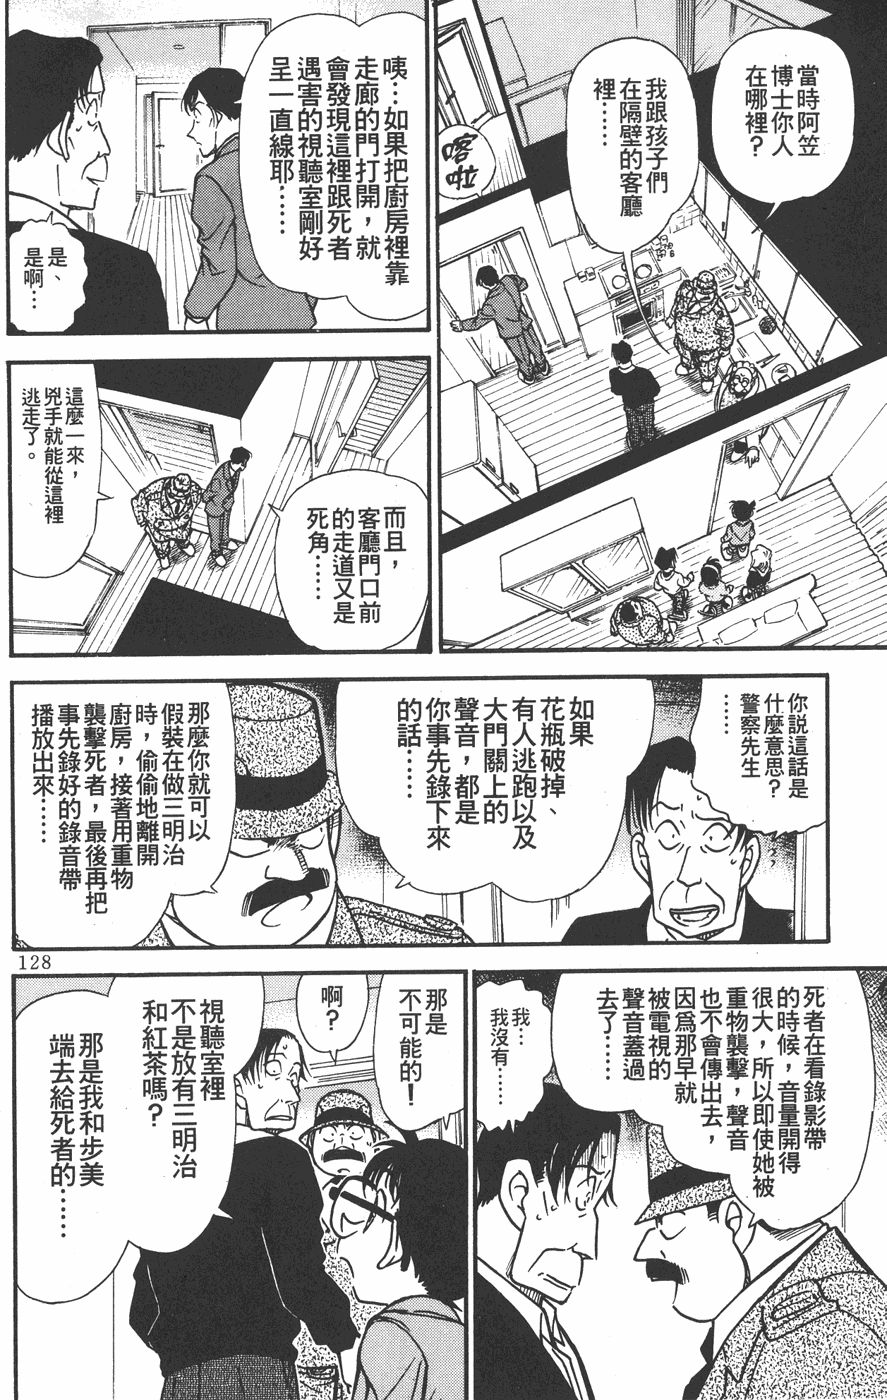 當時阿笠
博士你人
在哪裡？
我跟孩子們
在隔壁的客廳
裡……
喀啦
咦…如果把廚房裡靠
走廊的門打開，就
會發現這裡跟死者
遇害的視聽室剛好
呈一直線耶……
是、
是啊…
而且，
客廳門口前
的走道又是
死角……
這麼一來，
兇手就能從這裡
逃走了。
你說這話是
什麼意思？
警察先生
……
如果
花瓶破掉、
有人逃跑以及
大門關上的
聲音，都是
你事先錄下來
的話……
那麼你就可以
假裝在做三明治
時，偷偷地離開
廚房，接著用重物
襲擊死者，最後再把
事先錄好的錄音帶
播放出來……
128
死者在看錄影帶
的時候，音量開得
很大，所以即使她被
重物襲擊，聲音
也不會傳出去，
因為那早就
被電視的
聲音蓋過
去了……
我…
我沒有……
那是
不可能的！
啊？
視聽室裡
不是放有三明治
和紅茶嗎？
那是我和步美
端去給死者的……